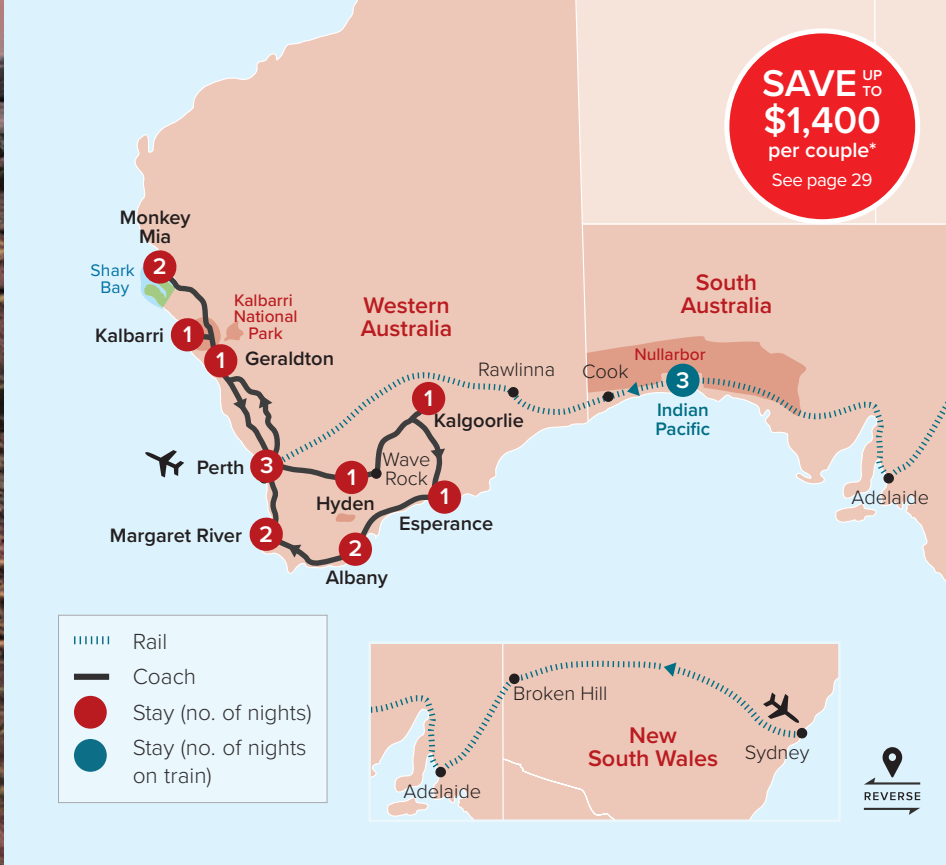 SAVE UP TO
$1,400
per couple*
See page 29
Monkey
Mia
2
Shark
Bay
Kalbarri
National
Park
Kalbarri
1
1
Geraldton
Western
Australia
South
Australia
Nullarbor
3
Indian
Pacific
Cook
Rawlinna
1
Kalgoorlie
Perth
3
Wave
Rock
1
Hyden
1
Esperance
Margaret River
2
2
Albany
Adelaide
Rail
Coach
Stay (no. of nights)
Stay (no. of nights
on train)
Broken Hill
New
South Wales
Sydney
Adelaide
REVERSE